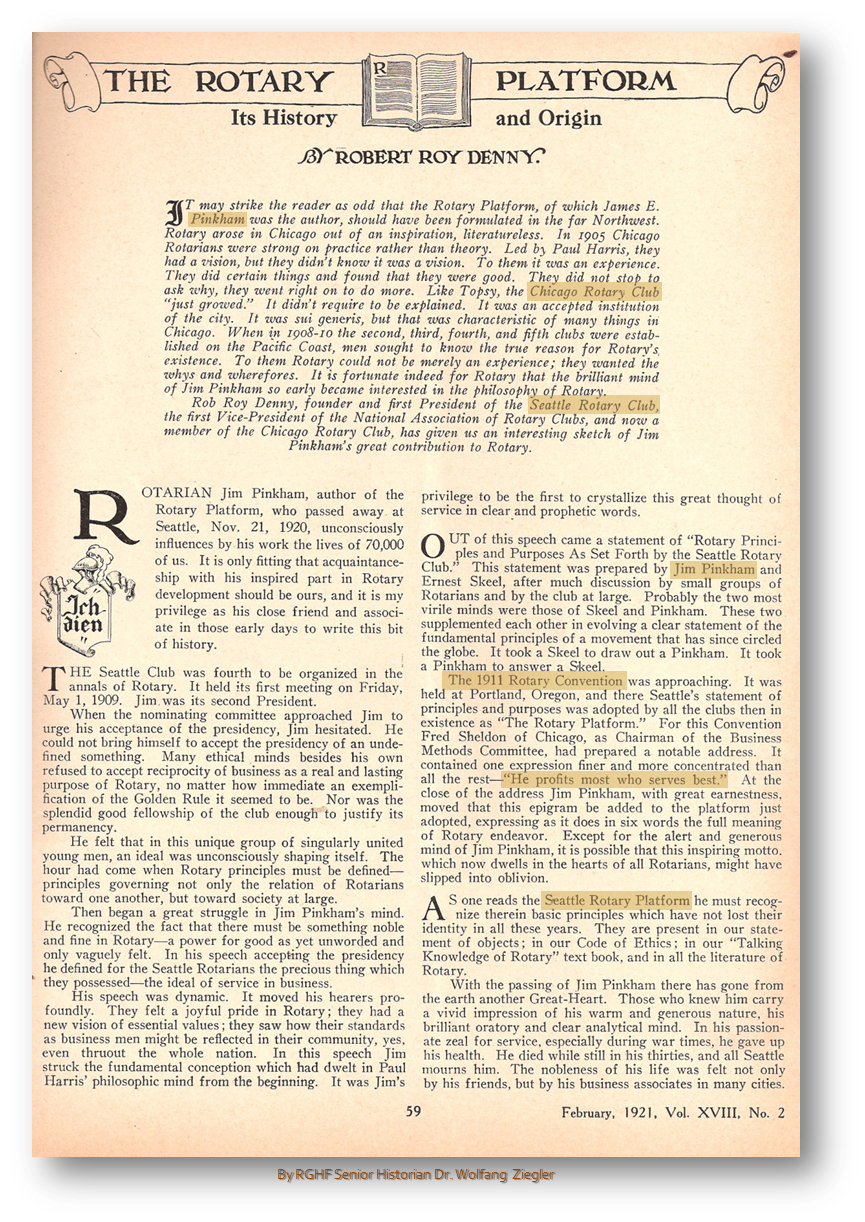 THE ROTARY PLATFORM
R
Its History and Origin
BY ROBERT ROY DENNY.
IT may strike the reader as odd that the Rotary Platform, of which James E.
Pinkham was the author, should have been formulated in the far Northwest.
Rotary arose in Chicago out of an inspiration, literatureless. In 1905 Chicago
Rotarians were strong on practice rather than theory. Led by Paul Harris, they
had a vision, but they didn't know it was a vision. To them it was an experience.
They did certain things and found that they were good. They did not stop to
ask why, they went right on to do more. Like Topsy, the Chicago Rotary Club
"just growed." It didn't require to be explained. It was an accepted institution
of the city. It was sui generis, but that was characteristic of many things in
Chicago. When in 1908-10 the second, third, fourth, and fifth clubs were estab-
lished on the Pacific Coast, men sought to know the true reason for Rotary's
existence. To them Rotary could not be merely an experience; they wanted the
whys and wherefores. It is fortunate indeed for Rotary that the brilliant mind
of Jim Pinkham so early became interested in the philosophy of Rotary.
Rob Roy Denny, founder and first President of the Seattle Rotary Club,
the first Vice-President of the National Association of Rotary Clubs, and now a
member of the Chicago Rotary Club, has given us an interesting sketch of Jim
Pinkham's great contribution to Rotary.
ROTARIAN Jim Pinkham, author of the
Rotary Platform, who passed away at
Seattle, Nov. 21, 1920, unconsciously
influences by his work the lives of 70,000
of us. It is only fitting that acquaintance-
ship with his inspired part in Rotary
development should be ours, and it is my
privilege as his close friend and associ-
ate in those early days to write this bit
of history.
Ich
dien
THE Seattle Club was fourth to be organized in the
annals of Rotary. It held its first meeting on Friday,
May 1, 1909. Jim was its second President.
When the nominating committee approached Jim to
urge his acceptance of the presidency, Jim hesitated. He
could not bring himself to accept the presidency of an unde-
fined something. Many ethical minds besides his own
refused to accept reciprocity of business as a real and lasting
purpose of Rotary, no matter how immediate an exempli-
fication of the Golden Rule it seemed to be. Nor was the
splendid good fellowship of the club enough to justify its
permanency.
He felt that in this unique group of singularly united
young men, an ideal was unconsciously shaping itself. The
hour had come when Rotary principles must be defined—
principles governing not only the relation of Rotarians
toward one another, but toward society at large.
Then began a great struggle in Jim Pinkham's mind.
He recognized the fact that there must be something noble
and fine in Rotary—a power for good as yet unworded and
only vaguely felt. In his speech accepting the presidency
he defined for the Seattle Rotarians the precious thing which
they possessed—the ideal of service in business.
His speech was dynamic. It moved his hearers pro-
foundly. They felt a joyful pride in Rotary; they had a
new vision of essential values; they saw how their standards
as business men might be reflected in their community, yes,
even thruout the whole nation. In this speech Jim
struck the fundamental conception which had dwelt in Paul
Harris' philosophic mind from the beginning. It was Jim's
privilege to be the first to crystallize this great thought of
service in clear and prophetic words.
OUT of this speech came a statement of "Rotary Princi-
ples and Purposes As Set Forth by the Seattle Rotary
Club." This statement was prepared by Jim Pinkham and
Ernest Skeel, after much discussion by small groups of
Rotarians and by the club at large. Probably the two most
virile minds were those of Skeel and Pinkham. These two
supplemented each other in evolving a clear statement of the
fundamental principles of a movement that has since circled
the globe. It took a Skeel to draw out a Pinkham. It took
a Pinkham to answer a Skeel.
The 1911 Rotary Convention was approaching. It was
held at Portland, Oregon, and there Seattle's statement of
principles and purposes was adopted by all the clubs then in
existence as "The Rotary Platform." For this Convention
Fred Sheldon of Chicago, as Chairman of the Business
Methods Committee, had prepared a notable address. It
contained one expression finer and more concentrated than
all the rest—"He profits most who serves best." At the
close of the address Jim Pinkham, with great earnestness,
moved that this epigram be added to the platform just
adopted, expressing as it does in six words the full meaning
of Rotary endeavor. Except for the alert and generous
mind of Jim Pinkham, it is possible that this inspiring motto,
which now dwells in the hearts of all Rotarians, might have
slipped into oblivion.
AS one reads the Seattle Rotary Platform he must recog-
nize therein basic principles which have not lost their
identity in all these years. They are present in our state-
ment of objects; in our Code of Ethics; in our "Talking
Knowledge of Rotary" text book, and in all the literature of
Rotary.
With the passing of Jim Pinkham there has gone from
the earth another Great-Heart. Those who knew him carry
a vivid impression of his warm and generous nature, his
brilliant oratory and clear analytical mind. In his passion-
ate zeal for service, especially during war times, he gave up
his health. He died while still in his thirties, and all Seattle
mourns him. The nobleness of his life was felt not only
by his friends, but by his business associates in many cities.
59
February, 1921, Vol. XVIII, No. 2
By RGHF Senior Historian Dr. Wolfang Ziegler